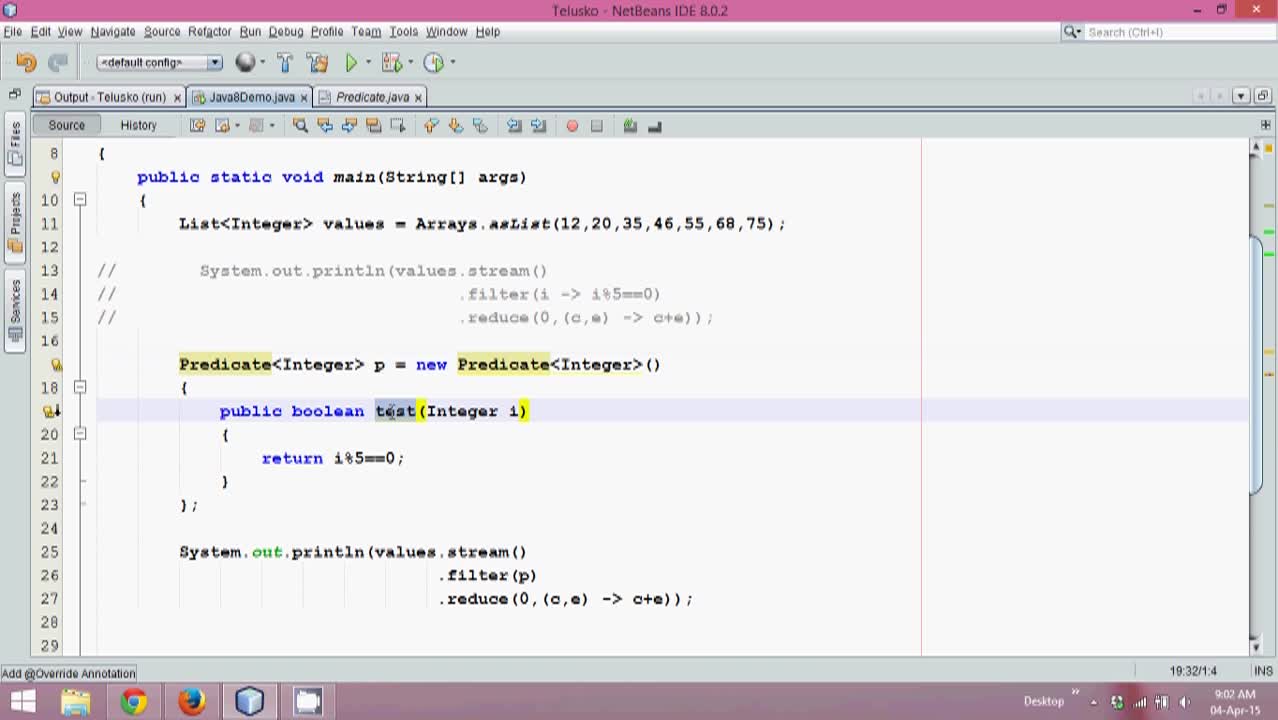 Telusko - NetBeans IDE 8.0.2
File Edit View Navigate Source Refactor Run Debug Profile Team Tools Window Help
Search (Ctrl+I)
<default config>
Output - Telusko (run) x Java8Demo.java x Predicate.java x
Source History
Files
Projects
Services
8 {
public static void main(String[] args)
10 {
11 List<Integer> values = Arrays.asList(12,20,35,46,55,68,75);
12
13 // System.out.println(values.stream()
14 // .filter(i -> i%5==0)
15 // .reduce(0,(c,e) -> c+e));
16
Predicate<Integer> p = new Predicate<Integer>()
18 {
public boolean test(Integer i)
20 {
21 return i%5==0;
22 }
23 };
24
25 System.out.println(values.stream()
26 .filter(p)
27 .reduce(0,(c,e) -> c+e));
28
29
Add @Override Annotation
19:32/1:4 INS
Desktop
9:02 AM
04-Apr-15